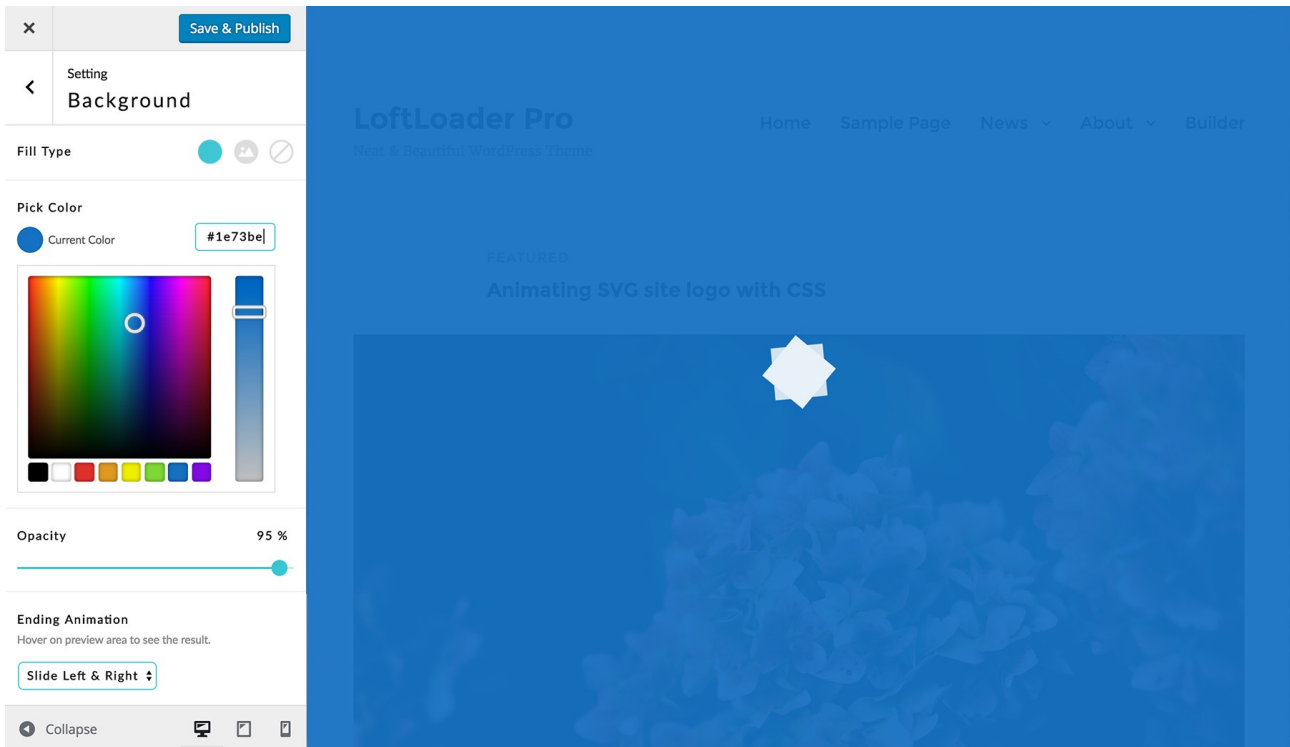 Save & Publish
Setting
Background
Fill Type
Pick Color
Current Color
#1e73be
Opacity
95 %
Ending Animation
Hover on preview area to see the result.
Slide Left & Right
Collapse
LoftLoader Pro
Neat & Beautiful WordPress Theme
Home Sample Page News About Builder
FEATURED
Animating SVG site logo with CSS